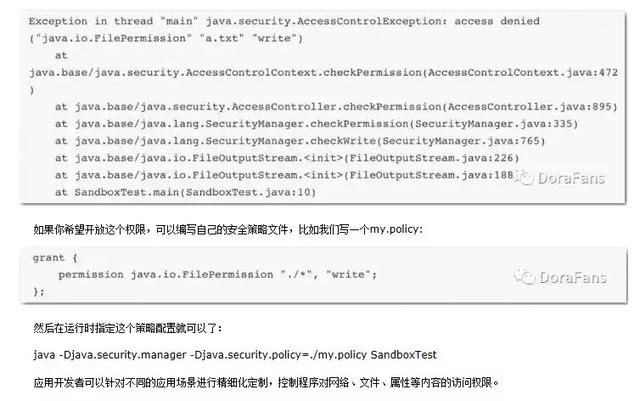 Exception in thread "main" java.security.AccessControlException: access denied
("java.io.FilePermission" "a.txt" "write")
at
java.base/java.security.AccessControlContext.checkPermission(AccessControlContext.java:472
)
at java.base/java.security.AccessController.checkPermission(AccessController.java:895)
at java.base/java.lang.SecurityManager.checkPermission(SecurityManager.java:335)
at java.base/java.lang.SecurityManager.checkWrite(SecurityManager.java:765)
at java.base/java.io.FileOutputStream.<init>(FileOutputStream.java:226)
at java.base/java.io.FileOutputStream.<init>(FileOutputStream.java:188
DoraFans
at SandboxTest.main(SandboxTest.java:10)
如果你希望开放这个权限，可以编写自己的安全策略文件，比如我们写一个my.policy：
grant {
permission java.io.FilePermission "./*", "write";
DoraFans
};
然后在运行时指定这个策略配置就可以了：
java -Djava.security.manager -Djava.security.policy=./my.policy SandboxTest
应用开发者可以针对不同的应用场景进行精细化定制，控制程序对网络、文件、属性等内容的访问权限。